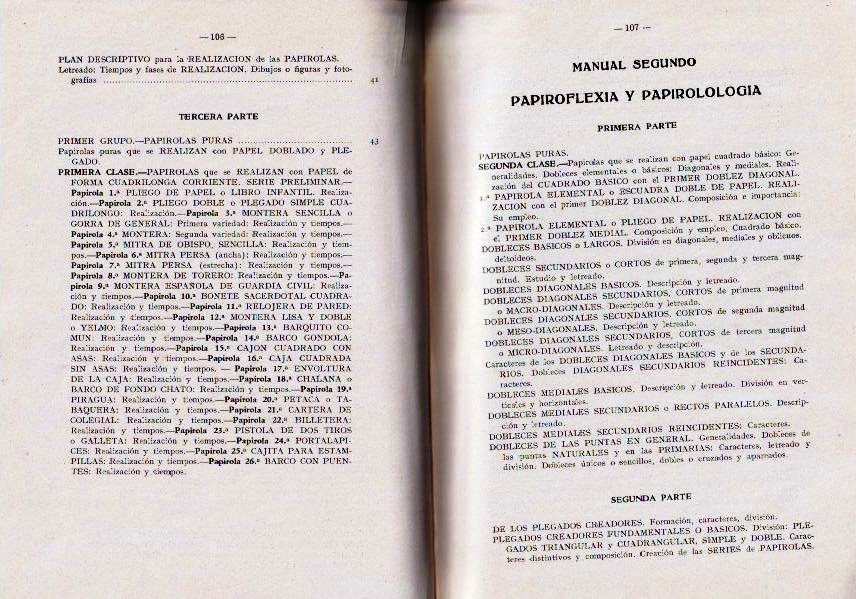 — 106 —
PLAN DESCRIPTIVO para la REALIZACION de las PAPIROLAS.
Letreado: Tiempos y fases de REALIZACION. Dibujos o figuras y foto-
grafías ........................................................................ 41
TERCERA PARTE
PRIMER GRUPO.—PAPIROLAS PURAS ................................ 43
Papirolas puras que se REALIZAN con PAPEL DOBLADO y PLE-
GADO.
PRIMERA CLASE.—PAPIROLAS que se REALIZAN con PAPEL de
FORMA CUADRILONGA CORRIENTE. SERIE PRELIMINAR.—
Papirola 1.ª PLIEGO DE PAPEL o LIBRO INFANTIL. Realiza-
ción.—Papirola 2.ª PLIEGO DOBLE o PLEGADO SIMPLE CUA-
DRILONGO: Realización.—Papirola 3.ª MONTERA SENCILLA o
GORRA DE GENERAL: Primera variedad: Realización y tiempos.—
Papirola 4.ª MONTERA: Segunda variedad: Realización y tiempos.—
Papirola 5.ª MITRA DE OBISPO, SENCILLA: Realización y tiem-
pos.—Papirola 6.ª MITRA PERSA (ancha): Realización y tiempos.—
Papirola 7.ª MITRA PERSA (estrecha): Realización y tiempos.—
Papirola 8.ª MONTERA DE TORERO: Realización y tiempos.—Pa-
pirola 9.ª MONTERA ESPAÑOLA DE GUARDIA CIVIL: Realiza-
ción y tiempos.—Papirola 10.ª BONETE SACERDOTAL CUADRA-
DO: Realización y tiempos.—Papirola 11.ª RELOJERA DE PARED:
Realización y tiempos.—Papirola 12.ª MONTERA LISA Y DOBLE
o YELMO: Realización y tiempos.—Papirola 13.ª BARQUITO CO-
MUN: Realización y tiempos.—Papirola 14.ª BARCO GONDOLA:
Realización y tiempos.—Papirola 15.ª CAJON CUADRADO CON
ASAS: Realización y tiempos.—Papirola 16.ª CAJA CUADRADA
SIN ASAS: Realización y tiempos. — Papirola 17.ª ENVOLTURA
DE LA CAJA: Realización y tiempos.—Papirola 18.ª CHALANA o
BARCO DE FONDO CHATO: Realización y tiempos.—Papirola 19.ª
PIRAGUA: Realización y tiempos.—Papirola 20.ª PETACA o TA-
BAQUERA: Realización y tiempos.—Papirola 21.ª CARTERA DE
COLEGIAL: Realización y tiempos.—Papirola 22.ª BILLETERA:
Realización y tiempos.—Papirola 23.ª PISTOLA DE DOS TIROS
o GALLETA: Realización y tiempos.—Papirola 24.ª PORTALAPI-
CES: Realización y tiempos.—Papirola 25.ª CAJITA PARA ESTAM-
PILLAS: Realización y tiempos.—Papirola 26.ª BARCO CON PUEN-
TES: Realización y tiempos.
— 107 —
MANUAL SEGUNDO
PAPIROFLEXIA Y PAPIROLOLOGIA
PRIMERA PARTE
PAPIROLAS PURAS.
SEGUNDA CLASE.—Papirolas que se realizan con papel cuadrado básico: Ge-
neralidades. Dobleces elementales o básicos: Diagonales y mediales. Reali-
zación del CUADRADO BÁSICO con el PRIMER DOBLEZ DIAGONAL.
1.ª PAPIROLA ELEMENTAL o ESCUADRA DOBLE DE PAPEL. REALI-
ZACION con el primer DOBLEZ DIAGONAL. Composición e importancia:
Su empleo.
2.ª PAPIROLA ELEMENTAL o PLIEGO DE PAPEL. REALIZACION con
el PRIMER DOBLEZ MEDIAL. Composición y empleo. Cuadrado básico.
DOBLECES BASICOS o LARGOS. División en diagonales, mediales y oblicuos,
deltoideos.
DOBLECES SECUNDARIOS o CORTOS de primera, segunda y tercera mag-
nitud. Estudio y letreado.
DOBLECES DIAGONALES BASICOS. Descripción y letreado.
DOBLECES DIAGONALES SECUNDARIOS, CORTOS de primera magnitud
o MACRO-DIAGONALES. Descripción y letreado.
DOBLECES DIAGONALES SECUNDARIOS, CORTOS de segunda magnitud
o MESO-DIAGONALES. Descripción y letreado.
DOBLECES DIAGONALES SECUNDARIOS, CORTOS de tercera magnitud
o MICRO-DIAGONALES. Letreado y descripción.
Caracteres de los DOBLECES DIAGONALES BASICOS y de los SECUNDA-
RIOS. Dobleces DIAGONALES SECUNDARIOS REINCIDENTES: Ca-
racteres.
DOBLECES MEDIALES BASICOS. Descripción y letreado. División en ver-
ticales y horizontales.
DOBLECES MEDIALES SECUNDARIOS o RECTOS PARALELOS. Descrip-
ción y letreado.
DOBLECES MEDIALES SECUNDARIOS REINCIDENTES: Caracteres.
DOBLECES DE LAS PUNTAS EN GENERAL. Generalidades. Dobleces de
las puntas NATURALES y en las PRIMARIAS: Caracteres, letreado y
división. Dobleces únicos o sencillos, dobles o cruzados y apareados.
SEGUNDA PARTE
DE LOS PLEGADOS CREADORES. Formación, caracteres, división.
PLEGADOS CREADORES FUNDAMENTALES O BASICOS. División: PLE-
GADOS TRIANGULAR y CUADRANGULAR, SIMPLE y DOBLE. Carac-
teres distintivos y composición. Creación de las SERIES de PAPIROLAS.